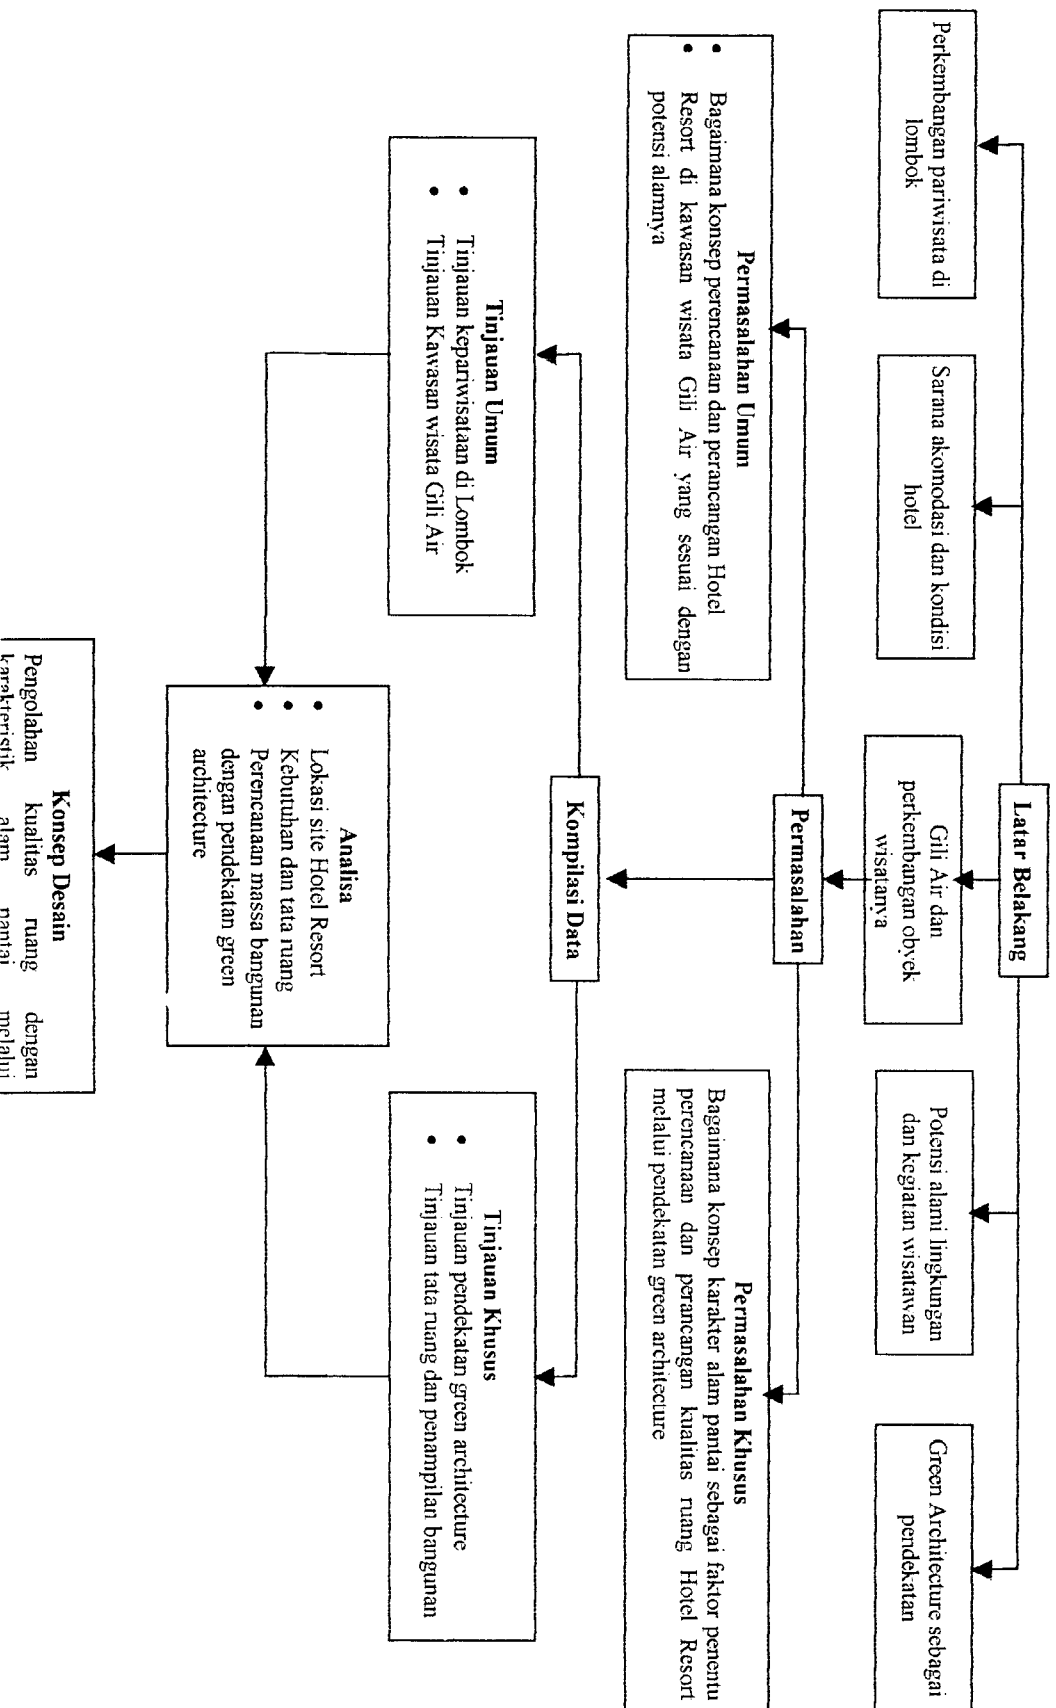 Latar Belakang
Perkembangan pariwisata di
lombok
Sarana akomodasi dan kondisi
hotel
Gili Air dan
perkembangan obyek
wisatanya
Potensi alami lingkungan
dan kegiatan wisatawan
Green Architecture sebagai
pendekatan
Permasalahan
Permasalahan Umum
• Bagaimana konsep perencanaan dan perancangan Hotel
• Resort di kawasan wisata Gili Air yang sesuai dengan
potensi alamnya
Permasalahan Khusus
Bagaimana konsep karakter alam pantai sebagai faktor penentu
perencanaan dan perancangan kualitas ruang Hotel Resort
melalui pendekatan green architecture
Kompilasi Data
Tinjauan Umum
• Tinjauan kepariwisataan di Lombok
• Tinjauan Kawasan wisata Gili Air
Tinjauan Khusus
• Tinjauan pendekatan green architecture
• Tinjauan tata ruang dan penampilan bangunan
Analisa
• Lokasi site Hotel Resort
• Kebutuhan dan tata ruang
• Perencanaan massa bangunan
dengan pendekatan green
architecture
Konsep Desain
Pengolahan kualitas ruang dengan
karakteristik alam pantai melalui